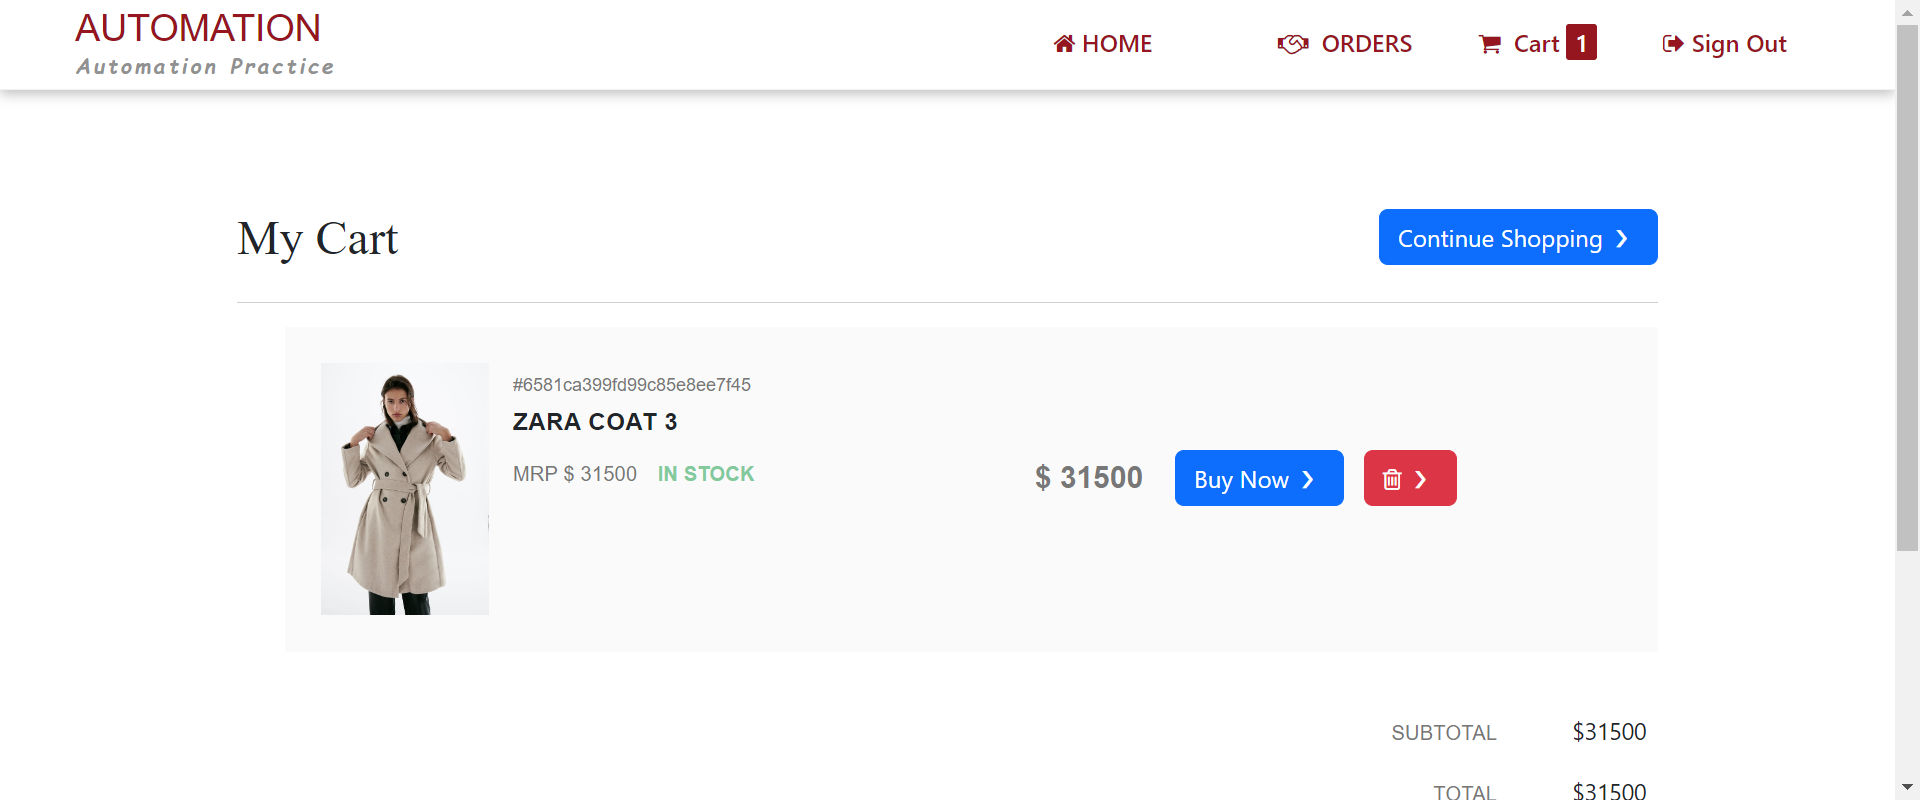 AUTOMATION
Automation Practice
HOME
ORDERS
Cart 1
Sign Out
My Cart
Continue Shopping ❯
#6581ca399fd99c85e8ee7f45
ZARA COAT 3
MRP $ 31500 IN STOCK
$ 31500
Buy Now ❯
❯
SUBTOTAL $31500
TOTAL $31500